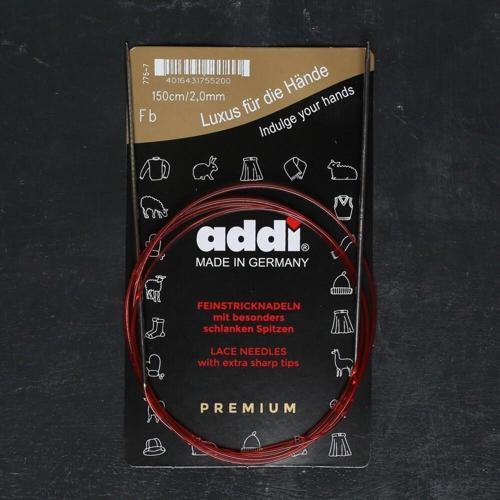 775-7
4016431755200
150cm/2,0mm
Fb
Luxus für die Hände
Indulge your hands
addi®
MADE IN GERMANY
FEINSTRICKNADELN
mit besonders
schlanken Spitzen
LACE NEEDLES
with extra sharp tips
PREMIUM